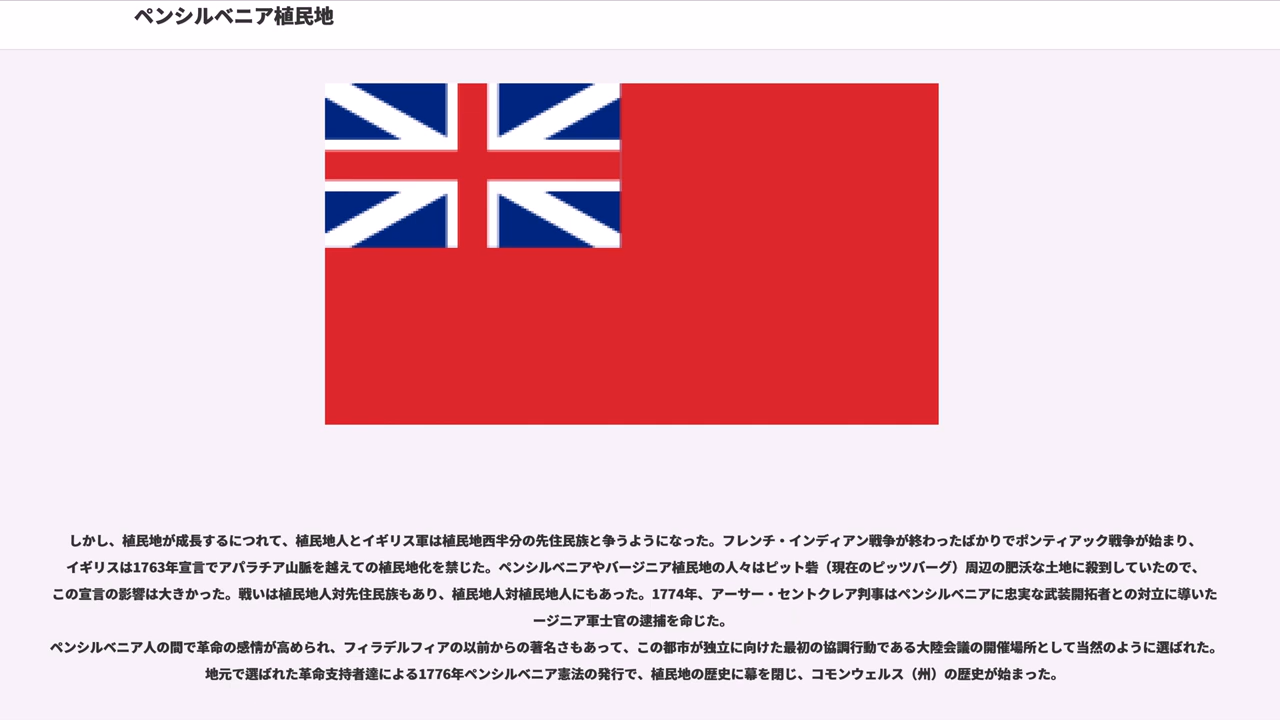 ペンシルベニア植民地
しかし、植民地が成長するにつれて、植民地人とイギリス軍は植民地西半分の先住民族と争うようになった。フレンチ・インディアン戦争が終わったばかりでポンティアック戦争が始まり、
イギリスは1763年宣言でアパラチア山脈を越えての植民地化を禁じた。ペンシルベニアやバージニア植民地の人々はピット砦（現在のピッツバーグ）周辺の肥沃な土地に殺到していたので、
この宣言の影響は大きかった。戦いは植民地人対先住民族もあり、植民地人対植民地人にもあった。1774年、アーサー・セントクレア判事はペンシルベニアに忠実な武装開拓者との対立に導いた
ージニア軍士官の逮捕を命じた。
ペンシルベニア人の間で革命の感情が高められ、フィラデルフィアの以前からの著名さもあって、この都市が独立に向けた最初の協調行動である大陸会議の開催場所として当然のように選ばれた。
地元で選ばれた革命支持者達による1776年ペンシルベニア憲法の発行で、植民地の歴史に幕を閉じ、コモンウェルス（州）の歴史が始まった。